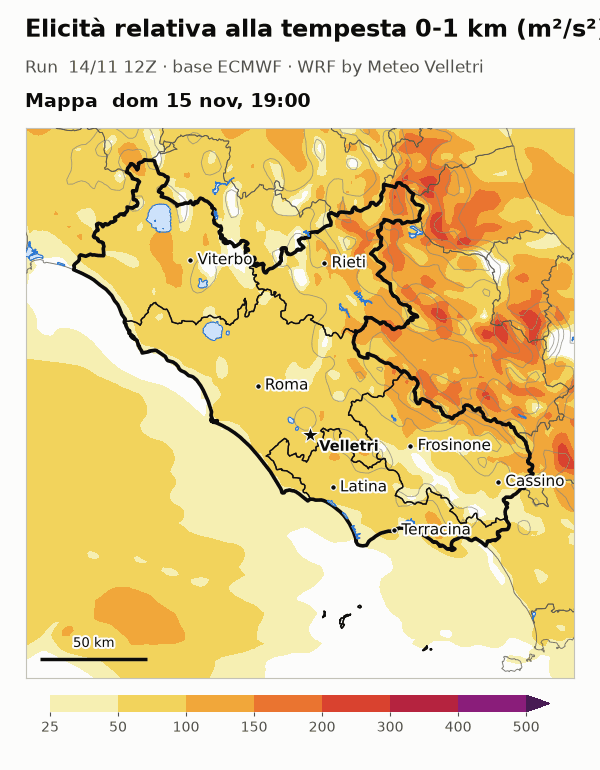 Elicità relativa alla tempesta 0-1 km (m²/s²)
Run 14/11 12Z · base ECMWF · WRF by Meteo Velletri
Mappa dom 15 nov, 19:00
Viterbo
Rieti
Roma
Velletri
Frosinone
Latina
Cassino
Terracina
50 km
25 50 100 150 200 300 400 500